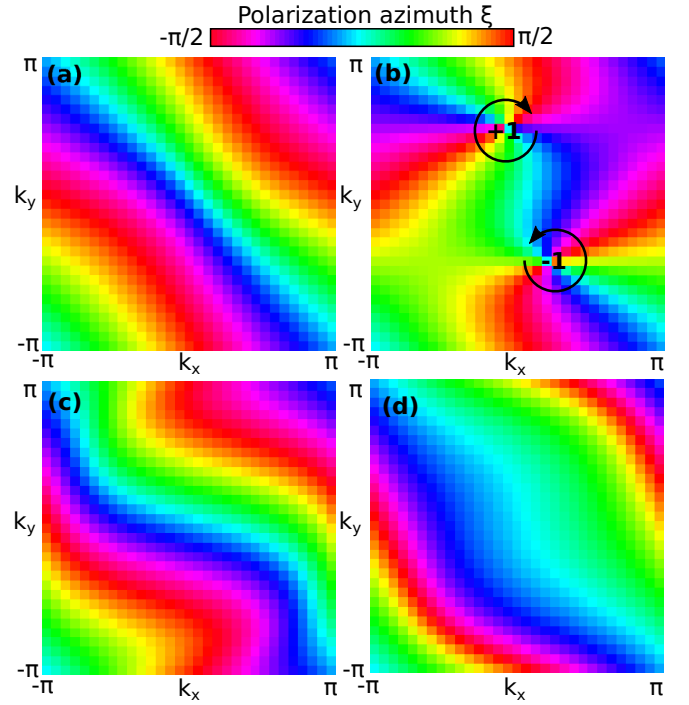 Polarization azimuth ξ
-π/2 π/2
π (a) π (b)
+1
k_y k_y
-1
-π -π
-π k_x π -π k_x π
π (c) π (d)
k_y k_y
-π -π
-π k_x π -π k_x π